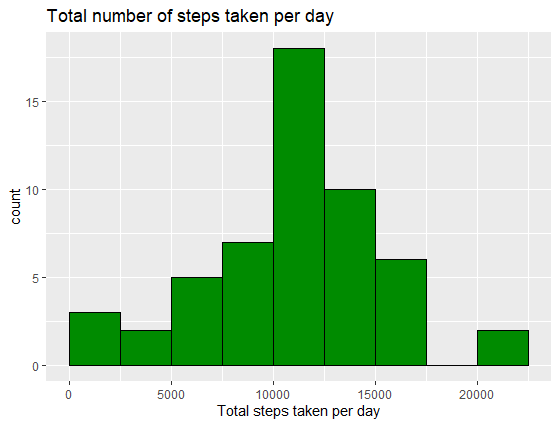 Total number of steps taken per day
count
15
10
5
0
0 5000 10000 15000 20000
Total steps taken per day